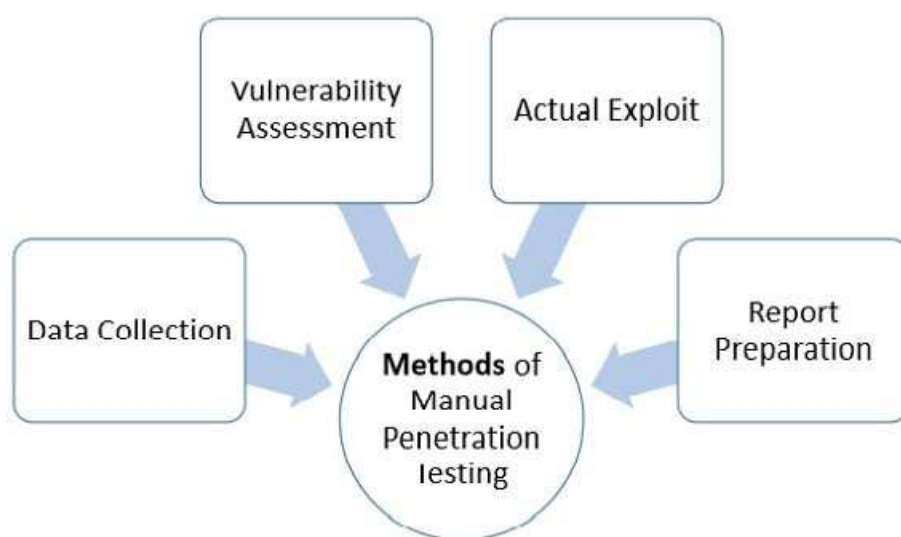 Vulnerability
Assessment
Actual Exploit
Data Collection
Report
Preparation
Methods of
Manual
Penetration
Testing